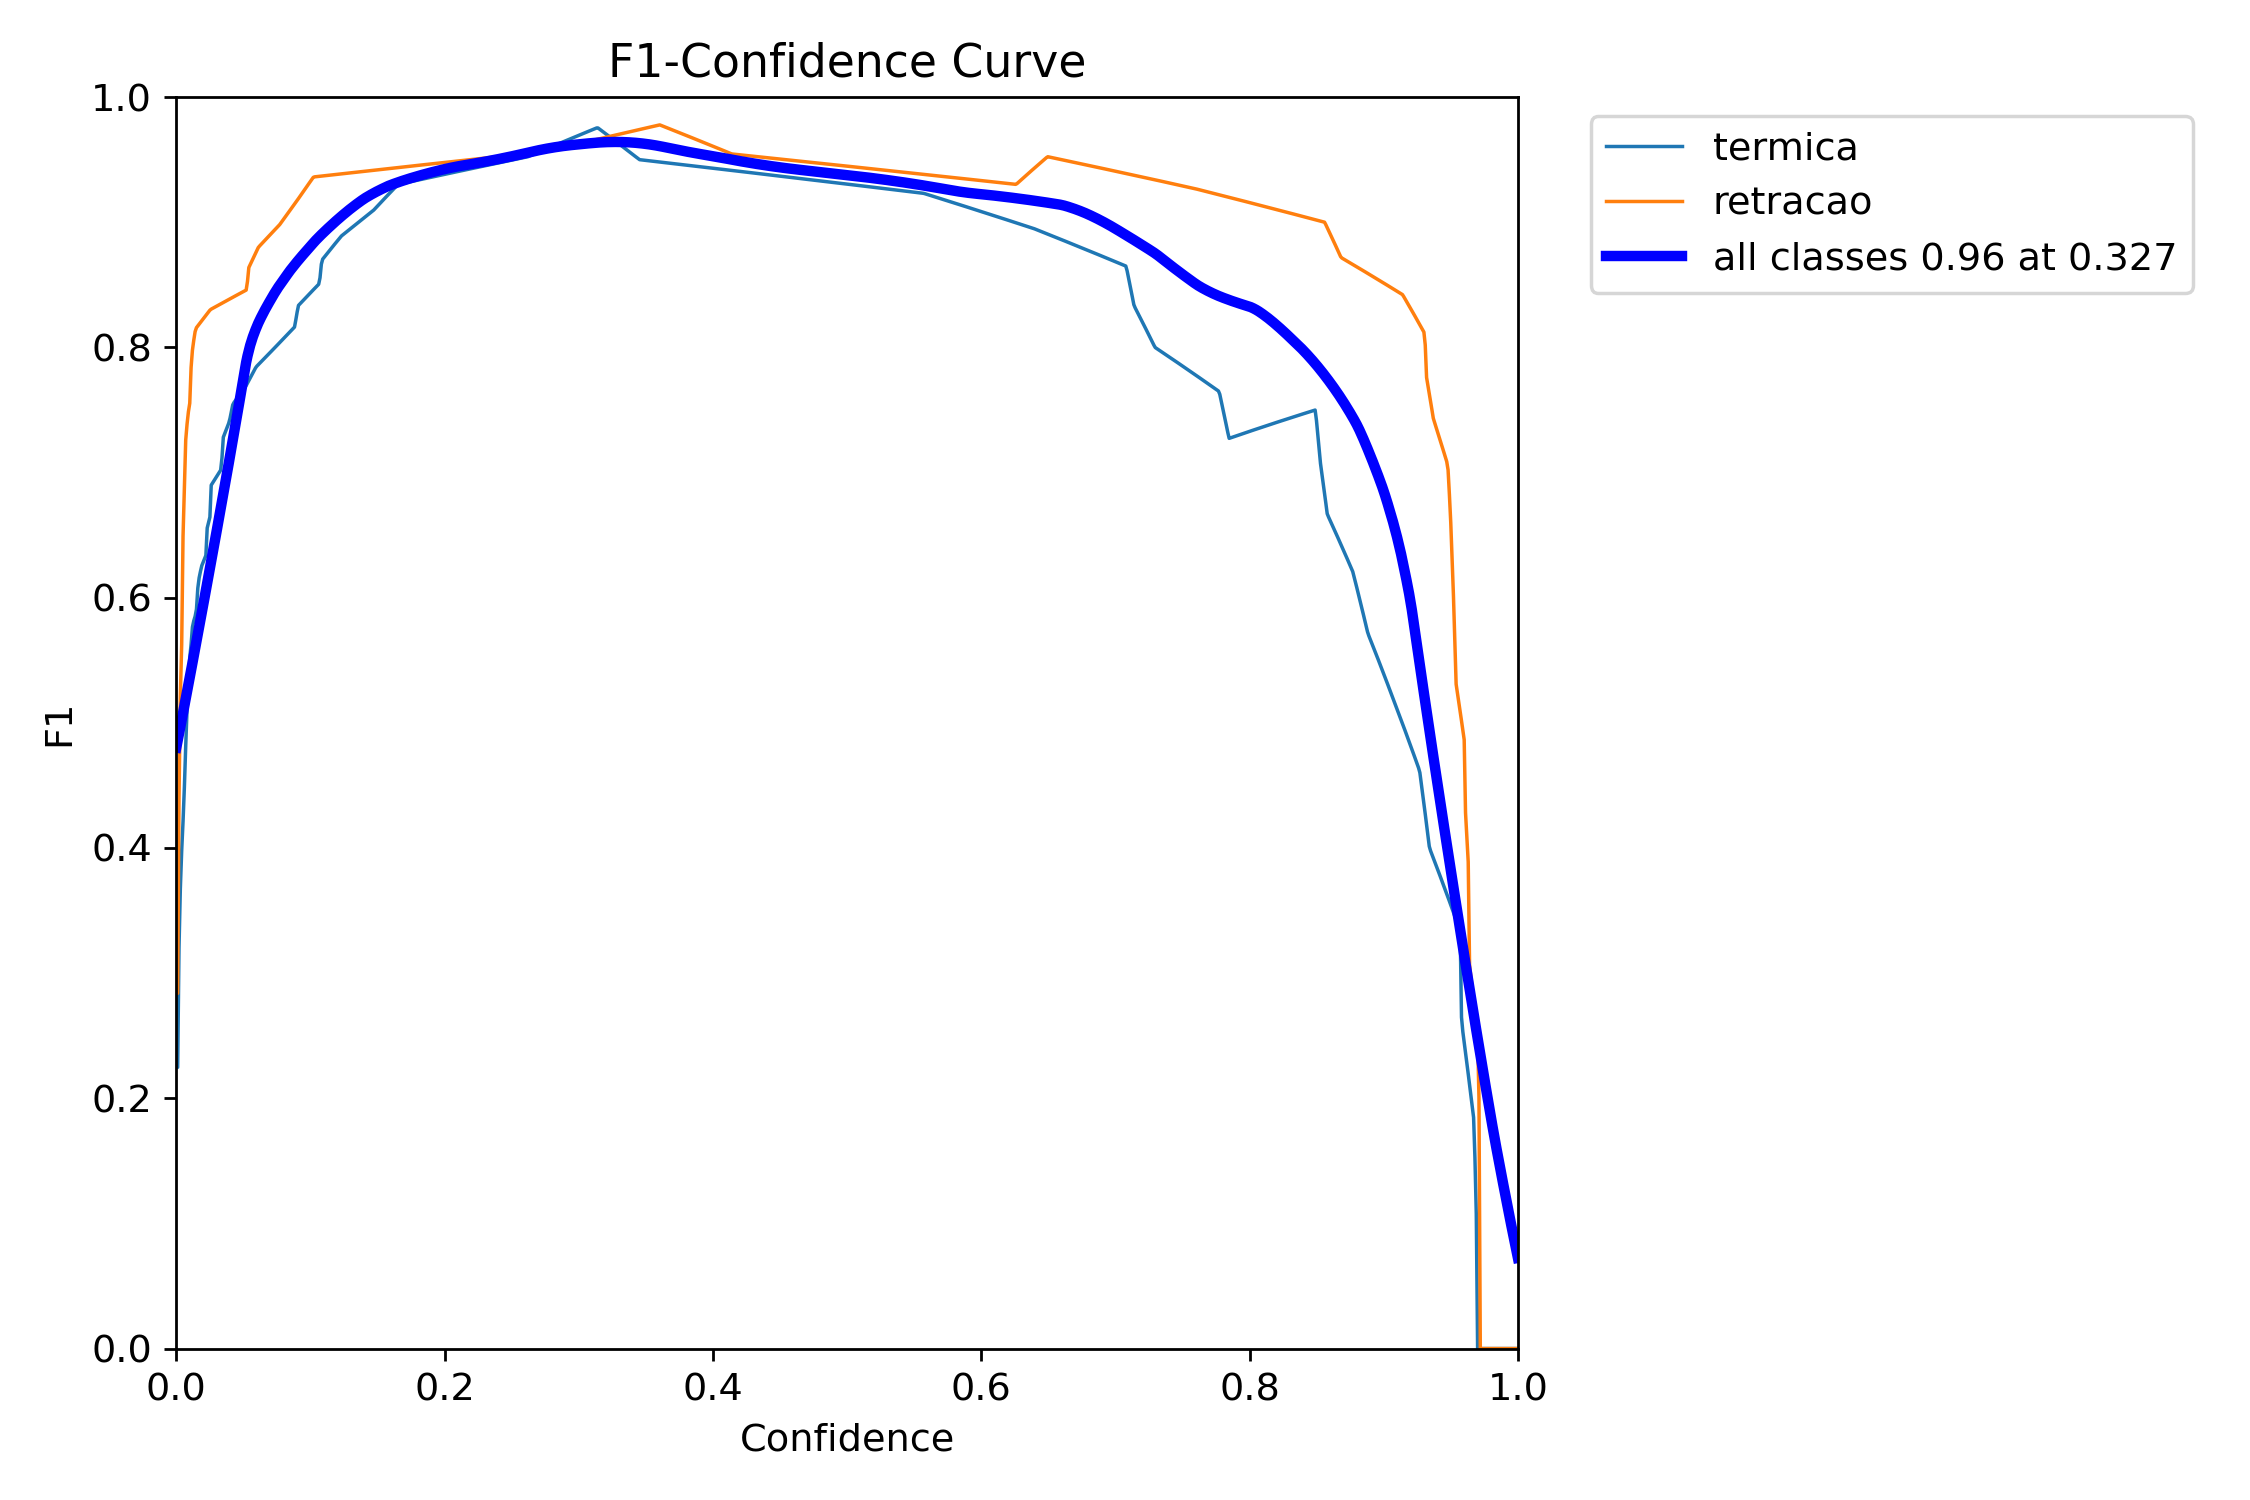 F1-Confidence Curve
1.0
0.8
0.6
0.4
0.2
0.0
F1
0.0 0.2 0.4 0.6 0.8 1.0
Confidence
termica
retracao
all classes 0.96 at 0.327